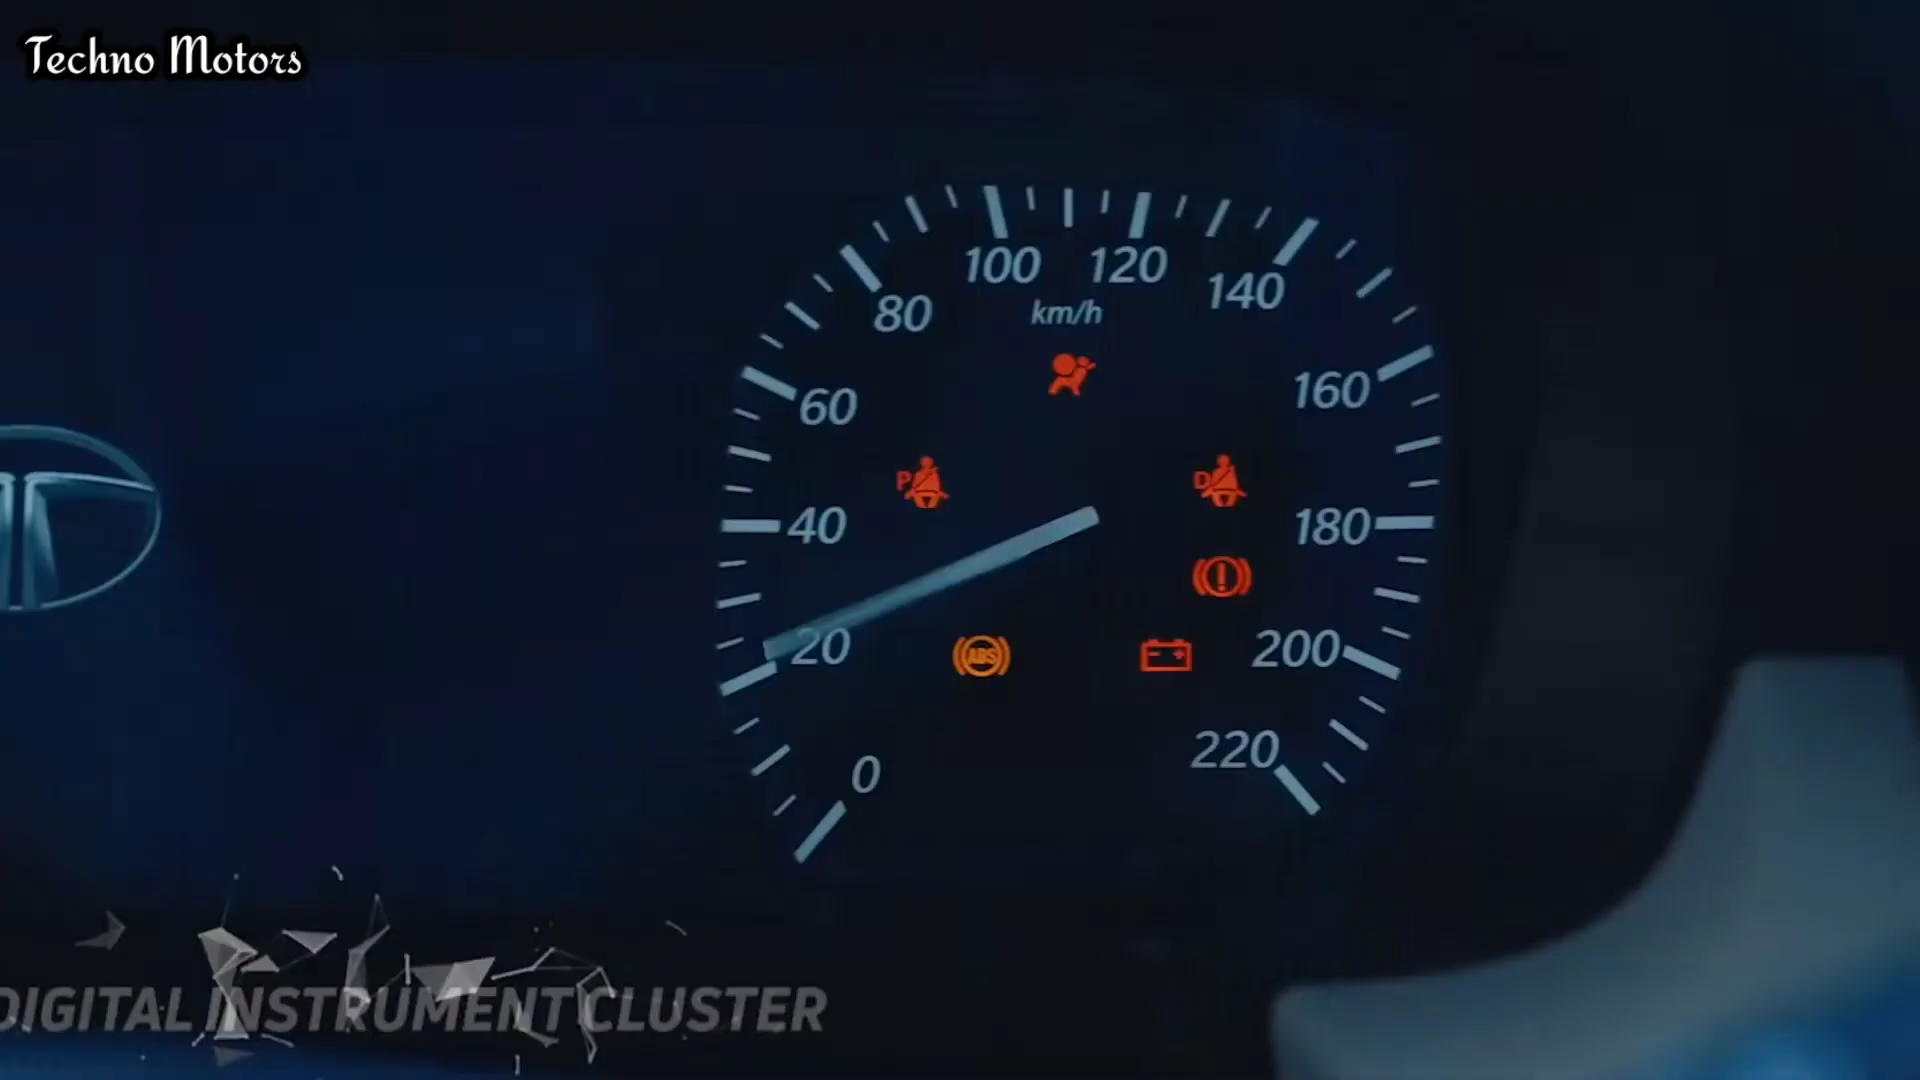 Techno Motors
100
120
80
km/h
140
60
160
P
D
40
180
20
ABS
200
0
220
DIGITAL INSTRUMENT CLUSTER